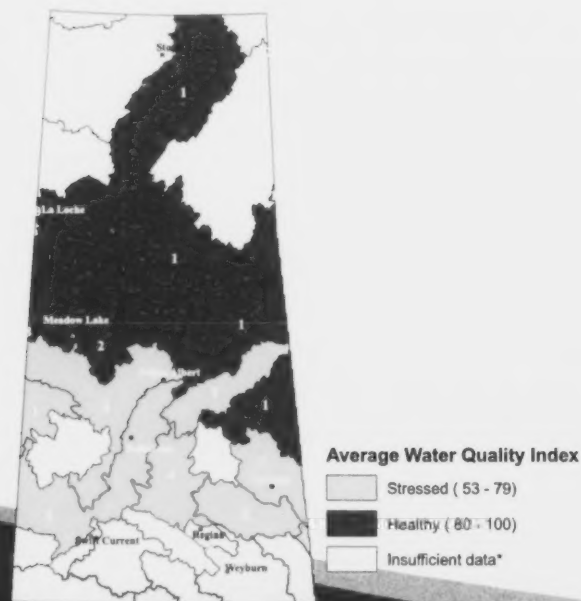 1
La Loche
1
Meadow Lake
1
2
Albert
1
Average Water Quality Index
Stressed ( 53 - 79)
Healthy ( 80 - 100)
Insufficient data*
Swift Current
Regina
Weyburn